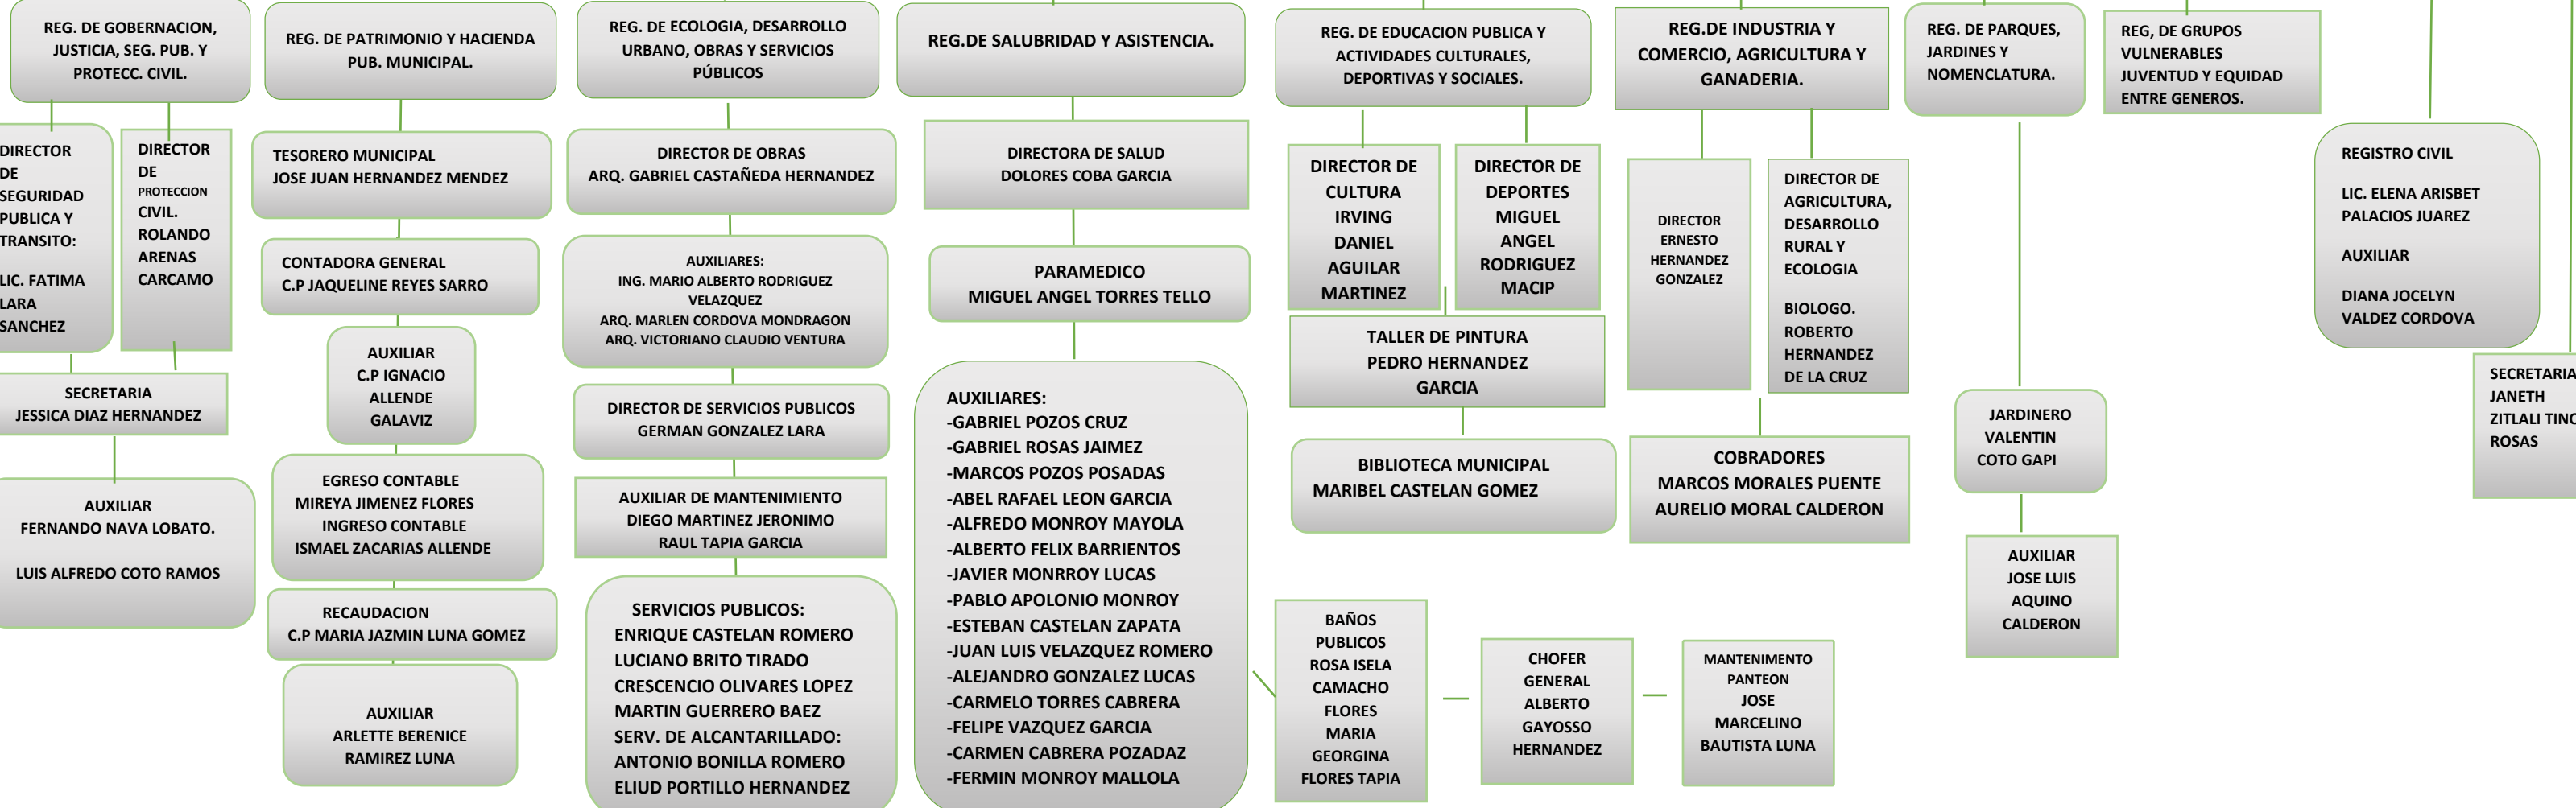 REG. DE GOBERNACION,
JUSTICIA, SEG. PUB. Y
PROTECC. CIVIL.
DIRECTOR
DE
SEGURIDAD
PUBLICA Y
TRANSITO:
LIC. FATIMA
LARA
SANCHEZ
DIRECTOR
DE
PROTECCION
CIVIL.
ROLANDO
ARENAS
CARCAMO
SECRETARIA
JESSICA DIAZ HERNANDEZ
AUXILIAR
FERNANDO NAVA LOBATO.
LUIS ALFREDO COTO RAMOS
REG. DE PATRIMONIO Y HACIENDA
PUB. MUNICIPAL.
TESORERO MUNICIPAL
JOSE JUAN HERNANDEZ MENDEZ
CONTADORA GENERAL
C.P JAQUELINE REYES SARRO
AUXILIAR
C.P IGNACIO
ALLENDE
GALAVIZ
EGRESO CONTABLE
MIREYA JIMENEZ FLORES
INGRESO CONTABLE
ISMAEL ZACARIAS ALLENDE
RECAUDACION
C.P MARIA JAZMIN LUNA GOMEZ
AUXILIAR
ARLETTE BERENICE
RAMIREZ LUNA
REG. DE ECOLOGIA, DESARROLLO
URBANO, OBRAS Y SERVICIOS
PÚBLICOS
DIRECTOR DE OBRAS
ARQ. GABRIEL CASTAÑEDA HERNANDEZ
AUXILIARES:
ING. MARIO ALBERTO RODRIGUEZ
VELAZQUEZ
ARQ. MARLEN CORDOVA MONDRAGON
ARQ. VICTORIANO CLAUDIO VENTURA
DIRECTOR DE SERVICIOS PUBLICOS
GERMAN GONZALEZ LARA
AUXILIAR DE MANTENIMIENTO
DIEGO MARTINEZ JERONIMO
RAUL TAPIA GARCIA
SERVICIOS PUBLICOS:
ENRIQUE CASTELAN ROMERO
LUCIANO BRITO TIRADO
CRESCENCIO OLIVARES LOPEZ
MARTIN GUERRERO BAEZ
SERV. DE ALCANTARILLADO:
ANTONIO BONILLA ROMERO
ELIUD PORTILLO HERNANDEZ
REG.DE SALUBRIDAD Y ASISTENCIA.
DIRECTORA DE SALUD
DOLORES COBA GARCIA
PARAMEDICO
MIGUEL ANGEL TORRES TELLO
AUXILIARES:
-GABRIEL POZOS CRUZ
-GABRIEL ROSAS JAIMEZ
-MARCOS POZOS POSADAS
-ABEL RAFAEL LEON GARCIA
-ALFREDO MONROY MAYOLA
-ALBERTO FELIX BARRIENTOS
-JAVIER MONRROY LUCAS
-PABLO APOLONIO MONROY
-ESTEBAN CASTELAN ZAPATA
-JUAN LUIS VELAZQUEZ ROMERO
-ALEJANDRO GONZALEZ LUCAS
-CARMELO TORRES CABRERA
-FELIPE VAZQUEZ GARCIA
-CARMEN CABRERA POZADAZ
-FERMIN MONROY MALLOLA
REG. DE EDUCACION PUBLICA Y
ACTIVIDADES CULTURALES,
DEPORTIVAS Y SOCIALES.
DIRECTOR DE
CULTURA
IRVING
DANIEL
AGUILAR
MARTINEZ
DIRECTOR DE
DEPORTES
MIGUEL
ANGEL
RODRIGUEZ
MACIP
TALLER DE PINTURA
PEDRO HERNANDEZ
GARCIA
BIBLIOTECA MUNICIPAL
MARIBEL CASTELAN GOMEZ
BAÑOS
PUBLICOS
ROSA ISELA
CAMACHO
FLORES
MARIA
GEORGINA
FLORES TAPIA
CHOFER
GENERAL
ALBERTO
GAYOSSO
HERNANDEZ
MANTENIMENTO
PANTEON
JOSE
MARCELINO
BAUTISTA LUNA
REG.DE INDUSTRIA Y
COMERCIO, AGRICULTURA Y
GANADERIA.
DIRECTOR
ERNESTO
HERNANDEZ
GONZALEZ
DIRECTOR DE
AGRICULTURA,
DESARROLLO
RURAL Y
ECOLOGIA
BIOLOGO.
ROBERTO
HERNANDEZ
DE LA CRUZ
COBRADORES
MARCOS MORALES PUENTE
AURELIO MORAL CALDERON
REG. DE PARQUES,
JARDINES Y
NOMENCLATURA.
JARDINERO
VALENTIN
COTO GAPI
AUXILIAR
JOSE LUIS
AQUINO
CALDERON
REG, DE GRUPOS
VULNERABLES
JUVENTUD Y EQUIDAD
ENTRE GENEROS.
REGISTRO CIVIL
LIC. ELENA ARISBET
PALACIOS JUAREZ
AUXILIAR
DIANA JOCELYN
VALDEZ CORDOVA
SECRETARIA
JANETH
ZITLALI
ROSAS